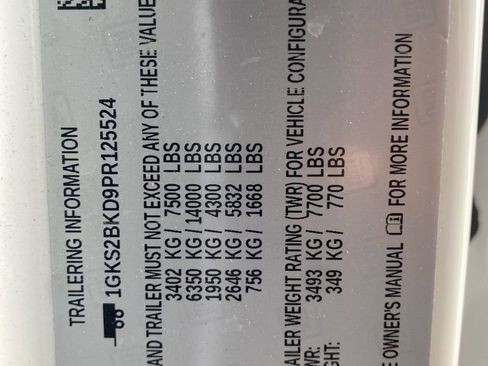 TRAILERING INFORMATION
1GKS2BKD9PR125524
AND TRAILER MUST NOT EXCEED ANY OF THESE VALUE
3402 KG / 7500 LBS
6350 KG / 14000 LBS
1950 KG / 4300 LBS
2646 KG / 5832 LBS
756 KG / 1668 LBS
AILER WEIGHT RATING (TWR) FOR VEHICLE CONFIGURA
WR: 3493 KG / 7700 LBS
GHT: 349 KG / 770 LBS
E OWNER'S MANUAL FOR MORE INFORMATION